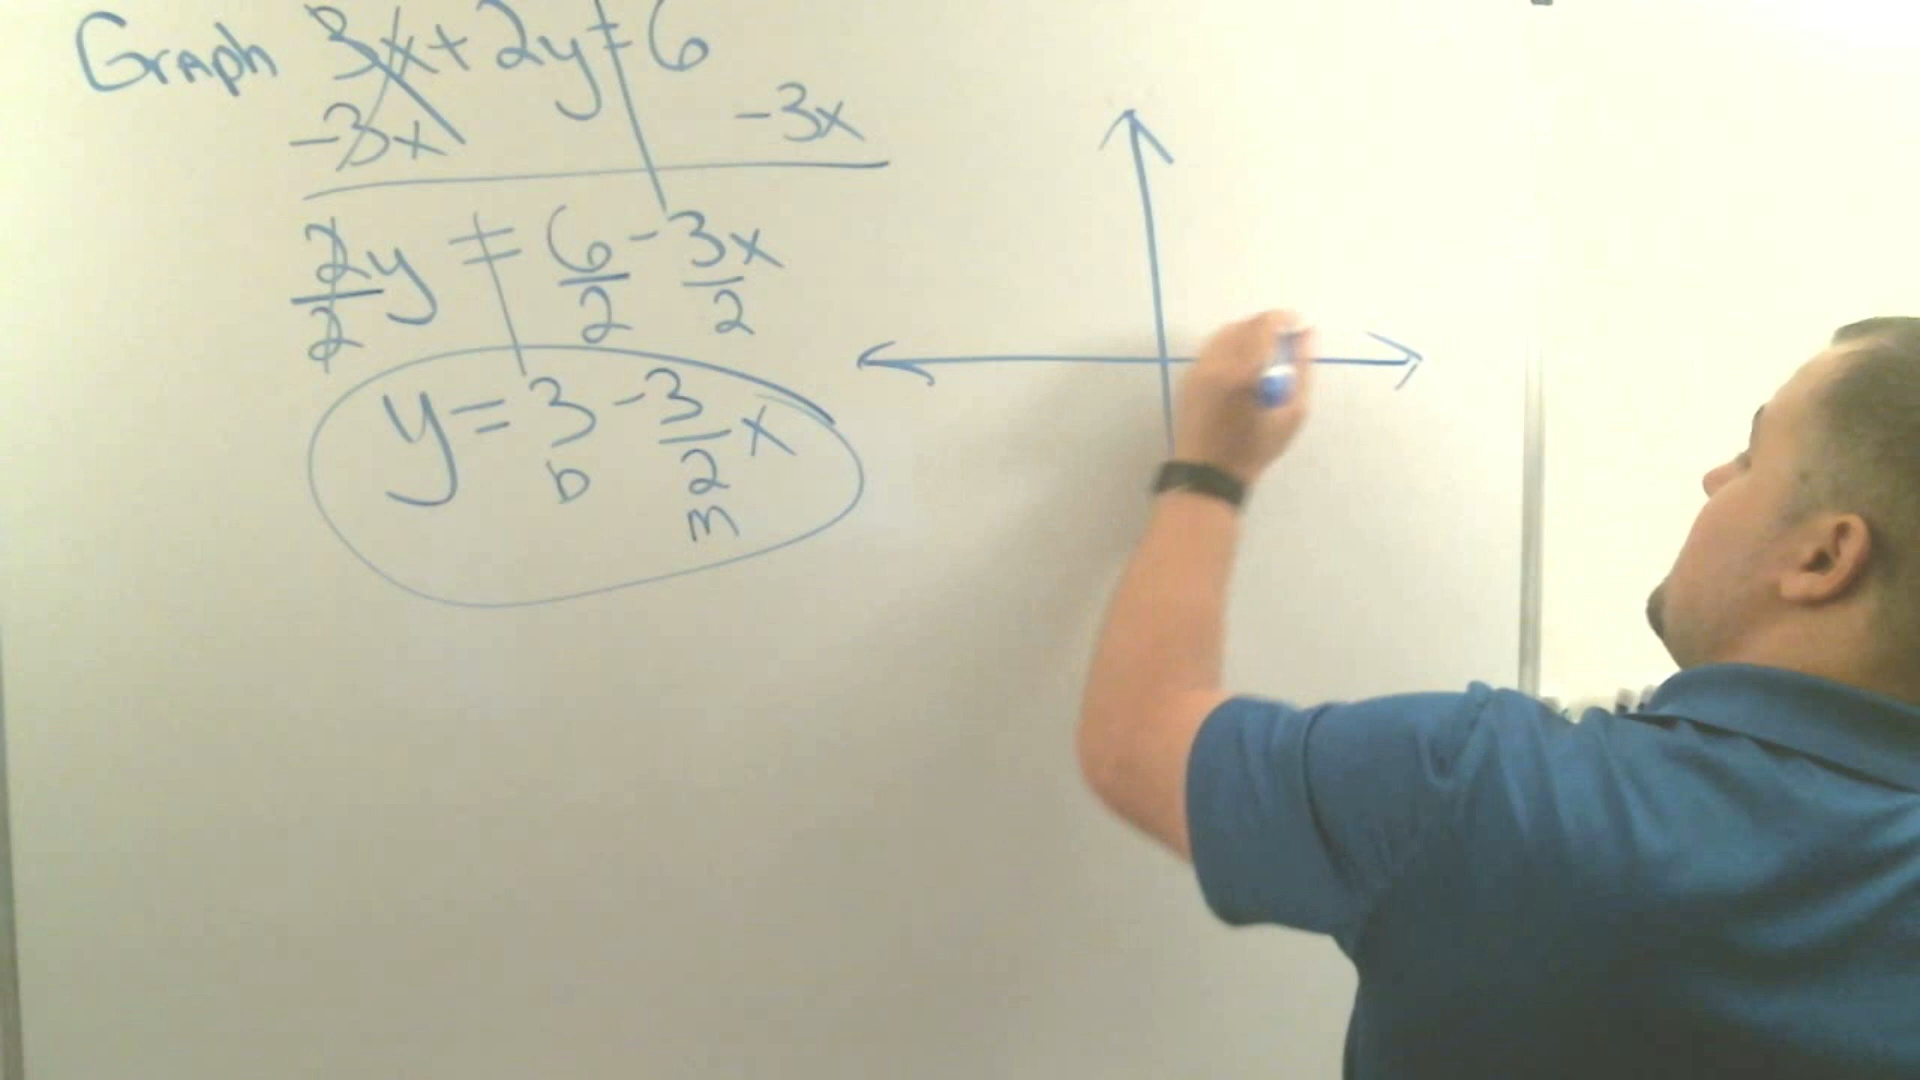 Graph 3x + 2y = 6
-3x -3x
2y = 6 - 3x
2 2 2
y = 3 - 3/2 x
b m